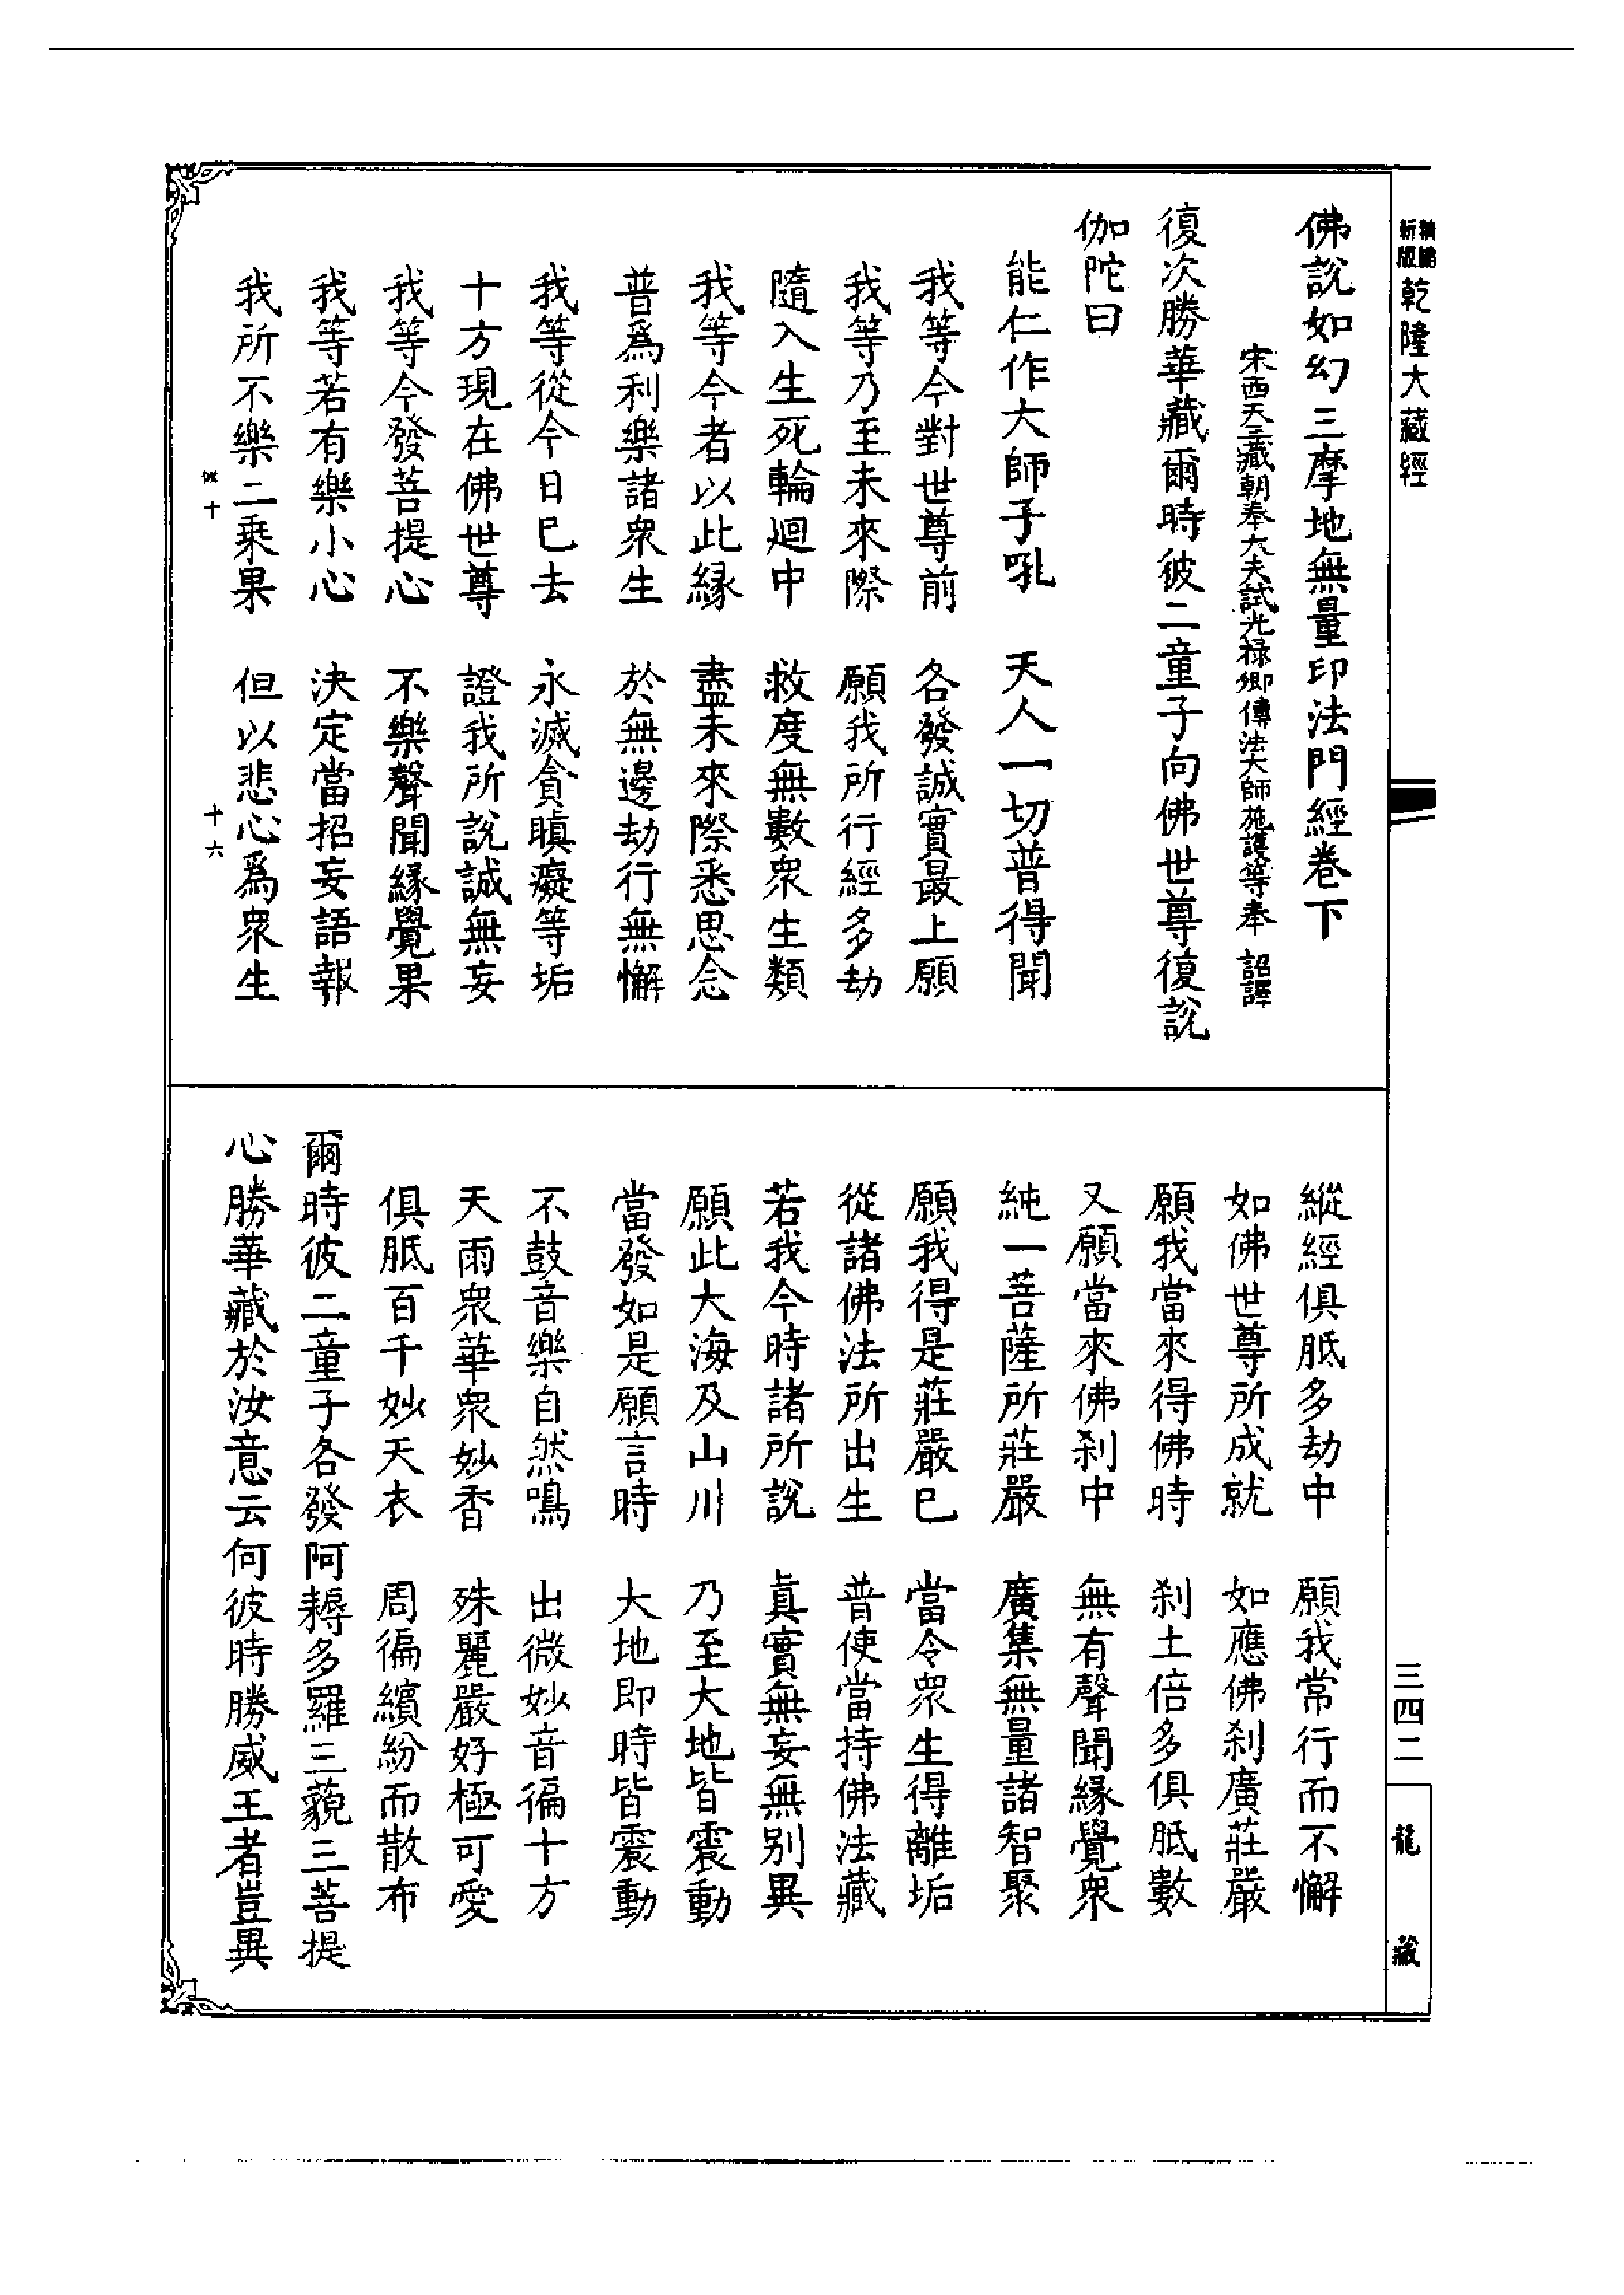 精編新版乾隆大藏經
佛說如幻三摩地無量印法門經卷下
宋西天三藏朝奉大夫試光祿卿傳法大師施護等奉 詔譯
復次勝華藏爾時彼二童子向佛世尊復說
伽陀曰
能仁作大師子吼 天人一切普得聞
我等今對世尊前 各發誠實最上願
我等乃至未來際 願我所行經多劫
隨入生死輪迴中 救度無數眾生類
我等今者以此緣 盡未來際悉思念
普爲利樂諸眾生 於無邊劫行無懈
我等從今日已去 永滅貪瞋癡等垢
十方現在佛世尊 證我所說誠無妄
我等今發菩提心 不樂聲聞緣覺果
我等若有樂小心 決定當招妄語報
我所不樂二乘果 但以悲心爲眾生
十 十六
縱經俱胝多劫中 願我常行而不懈
如佛世尊所成就 如應佛刹廣莊嚴
願我當來得佛時 刹土倍多俱胝數
又願當來佛刹中 無有聲聞緣覺眾
純一菩薩所莊嚴 廣集無量諸智聚
願我得是莊嚴已 當令眾生得離垢
從諸佛法所出生 普使當持佛法藏
若我今時諸所說 真實無妄無別異
願此大海及山川 乃至大地皆震動
當發如是願言時 大地即時皆震動
不鼓音樂自然鳴 出微妙音徧十方
天雨眾華眾妙香 殊麗嚴好極可愛
俱胝百千妙天衣 周徧繽紛而散布
爾時彼二童子各發阿耨多羅三藐三菩提
心勝華藏於汝意云何彼時勝威王者豈異
三四二
龍藏